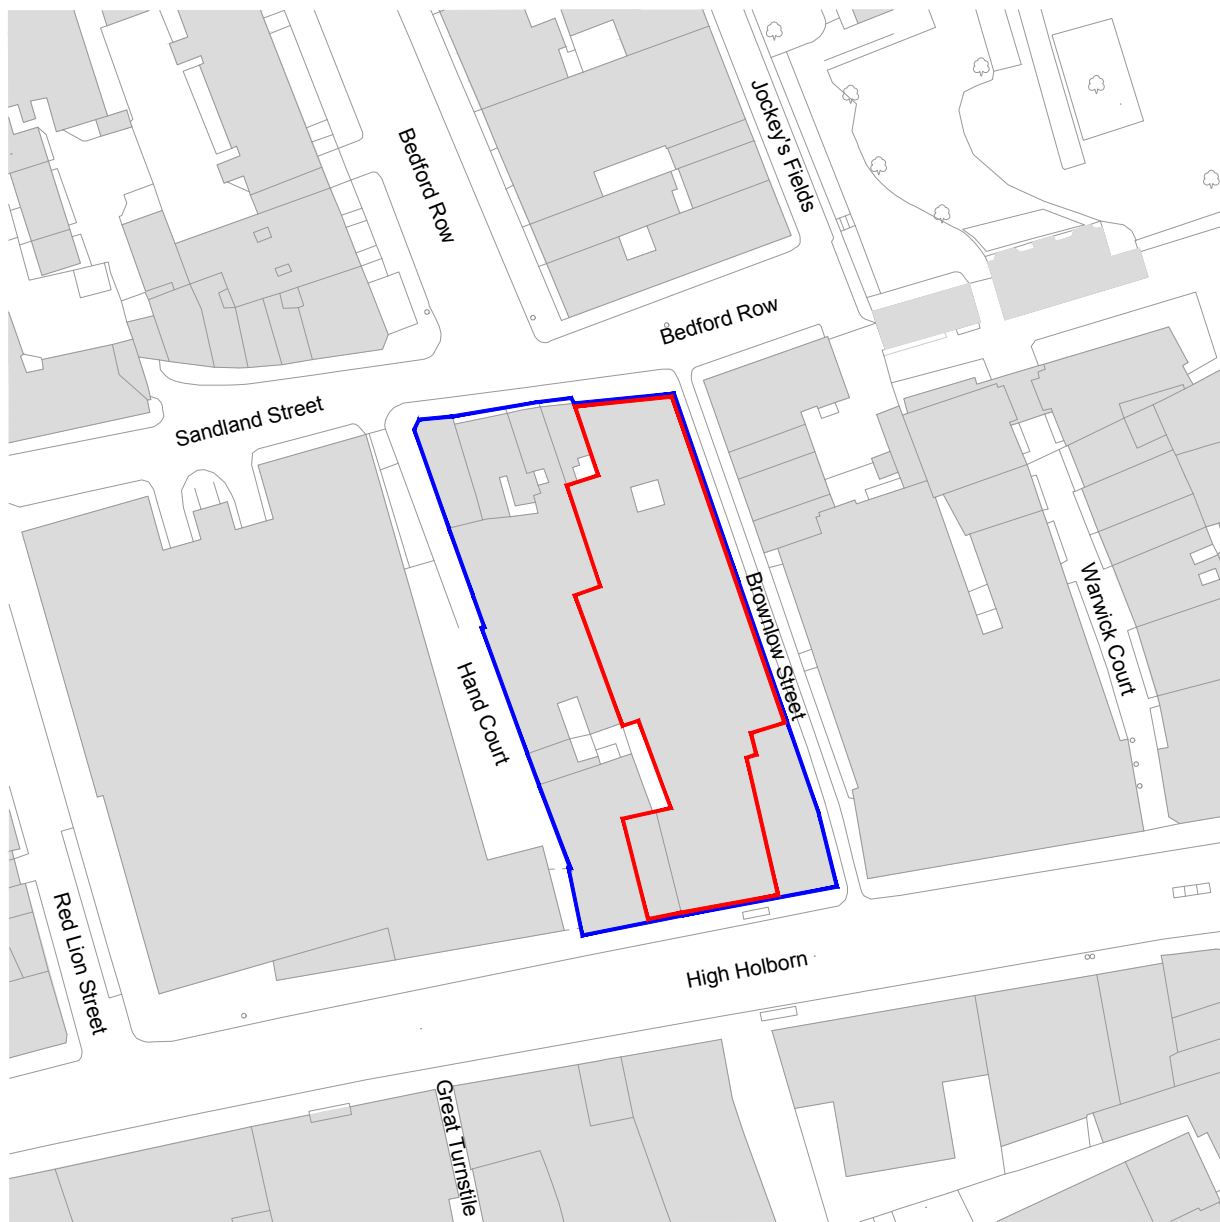 Jockey's Fields
Bedford Row
Bedford Row
Sandland Street
Brownlow Street
Warwick Court
Hand Court
Red Lion Street
High Holborn
Great Turnstile